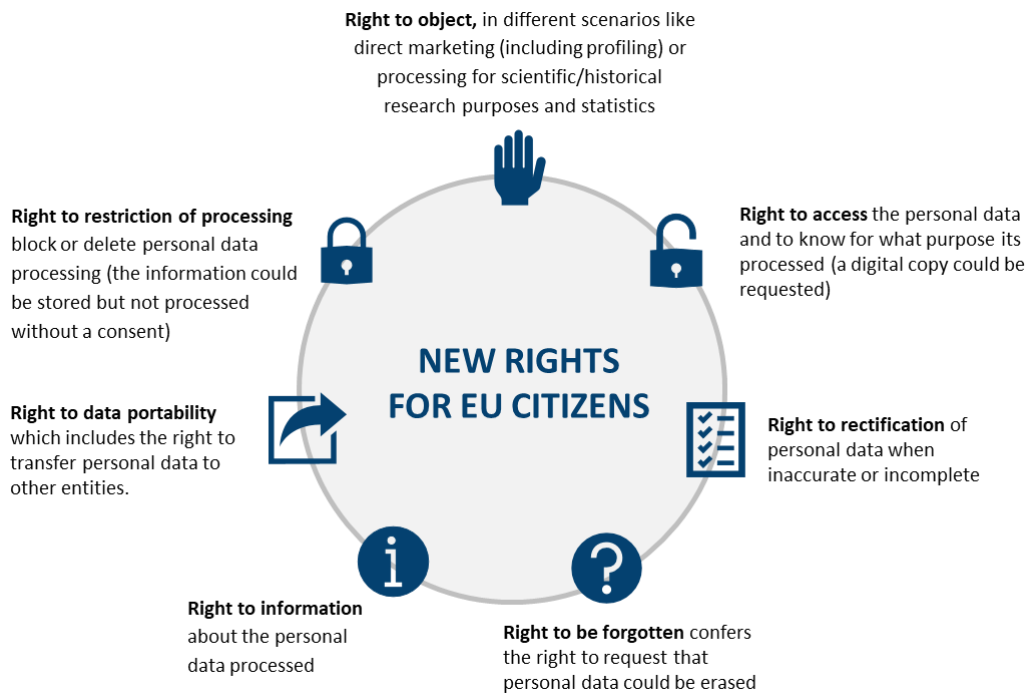 Right to object, in different scenarios like
direct marketing (including profiling) or
processing for scientific/historical
research purposes and statistics
Right to restriction of processing
block or delete personal data
processing (the information could
be stored but not processed
without a consent)
Right to access the personal data
and to know for what purpose its
processed (a digital copy could be
requested)
NEW RIGHTS
FOR EU CITIZENS
Right to data portability
which includes the right to
transfer personal data to
other entities.
Right to rectification of
personal data when
inaccurate or incomplete
Right to information
about the personal
data processed
Right to be forgotten confers
the right to request that
personal data could be erased